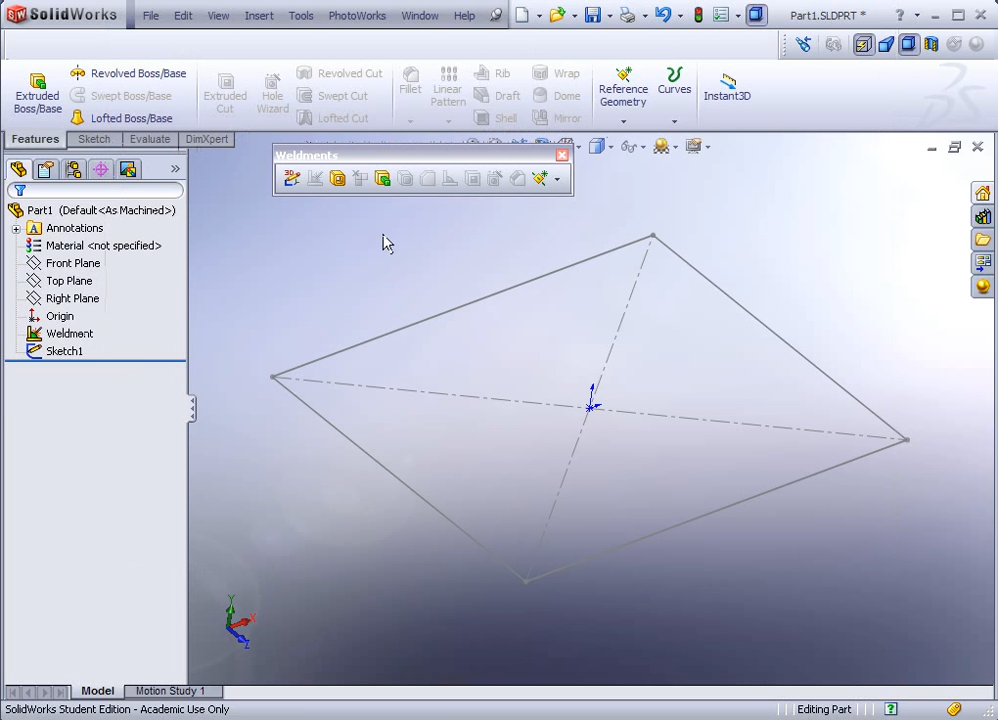 SolidWorks File Edit View Insert Tools PhotoWorks Window Help Part1.SLDPRT * ?
Extruded Boss/Base
Revolved Boss/Base
Swept Boss/Base
Lofted Boss/Base
Extruded Cut
Hole Wizard
Revolved Cut
Swept Cut
Lofted Cut
Fillet
Linear Pattern
Rib
Draft
Shell
Wrap
Dome
Mirror
Reference Geometry
Curves
Instant3D
Features Sketch Evaluate DimXpert
Weldments
3D
»
Part1 (Default<As Machined>)
A Annotations
Material <not specified>
Front Plane
Top Plane
Right Plane
Origin
Weldment
Sketch1
Y
X
Z
Model Motion Study 1
SolidWorks Student Edition - Academic Use Only Editing Part ?